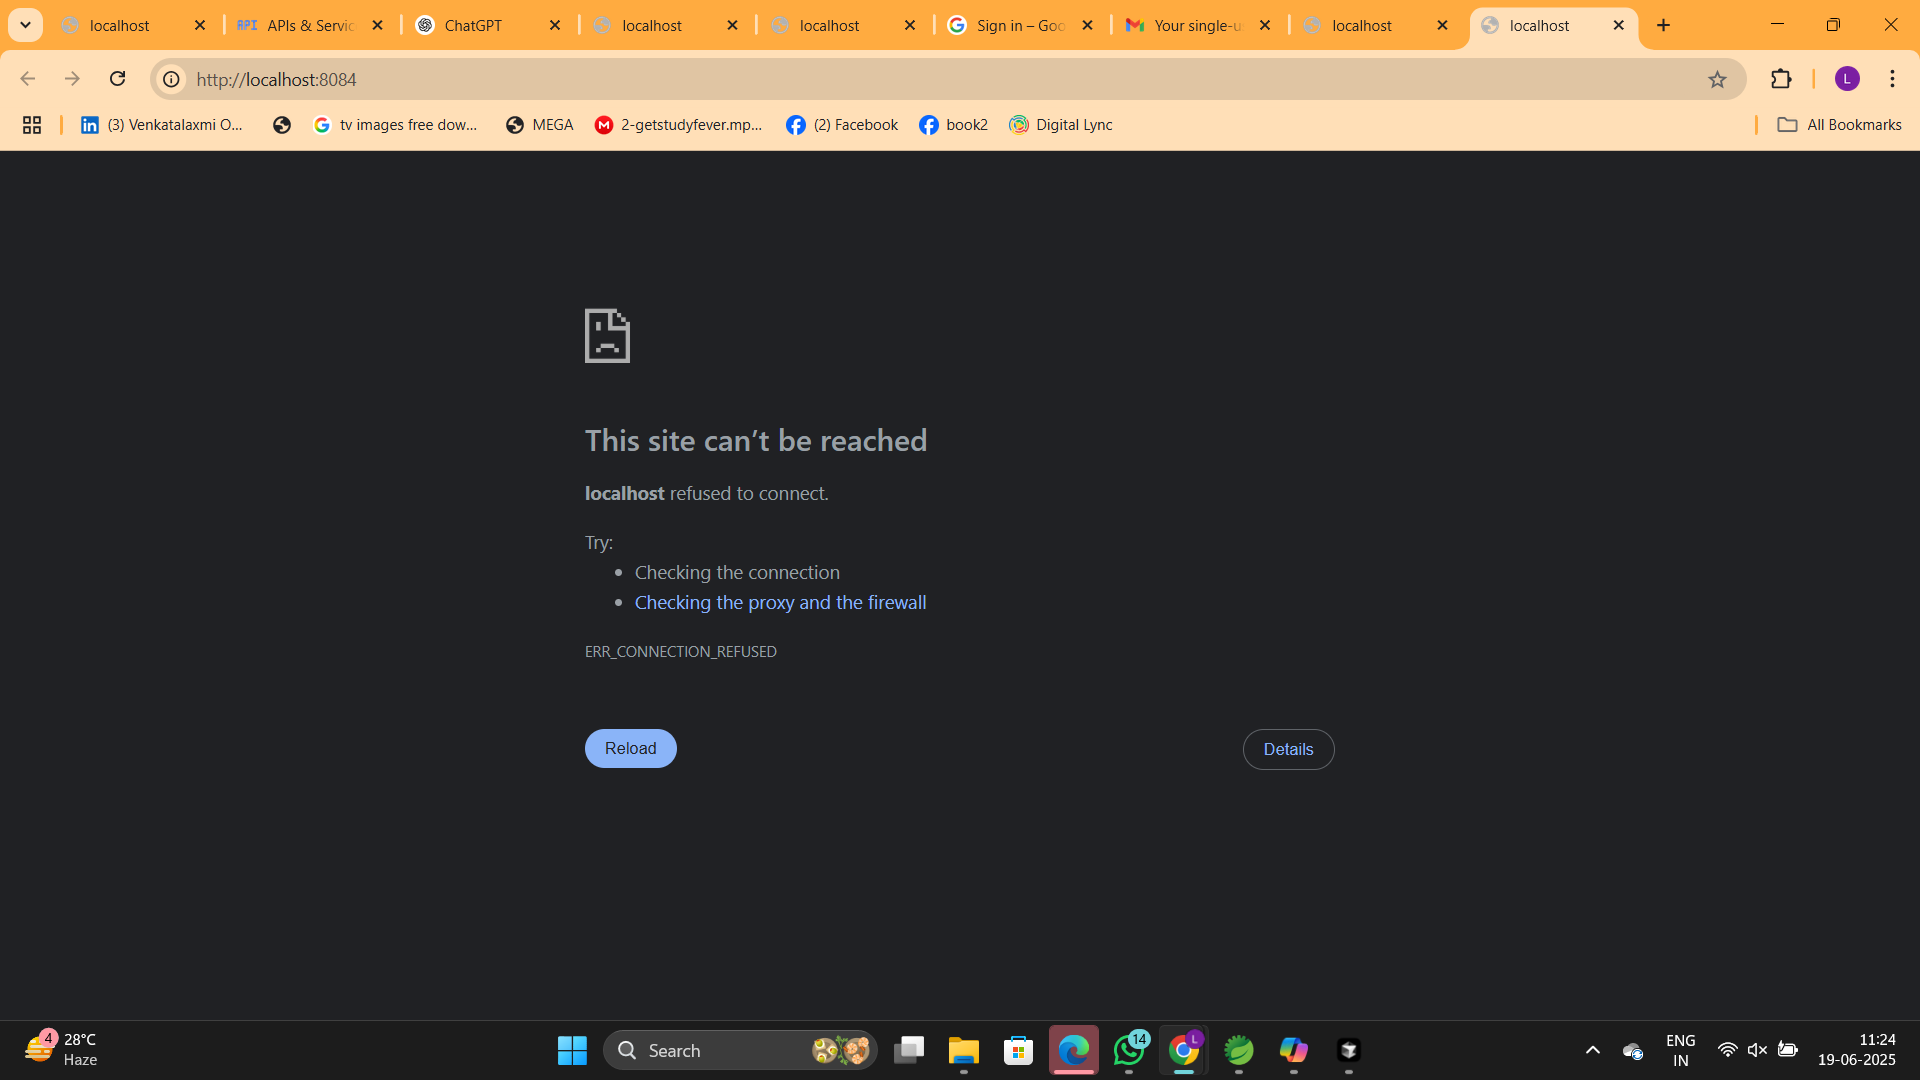 localhost
API APIs & Servic
ChatGPT
localhost
localhost
Sign in – Goo
Your single-u
localhost
localhost
http://localhost:8084
L
(3) Venkatalaxmi O...
tv images free dow...
MEGA
2-getstudyfever.mp...
(2) Facebook
book2
Digital Lync
All Bookmarks
This site can’t be reached
localhost refused to connect.
Try:
Checking the connection
Checking the proxy and the firewall
ERR_CONNECTION_REFUSED
Reload
Details
4
28°C
Haze
Search
14
L
ENG
IN
11:24
19-06-2025